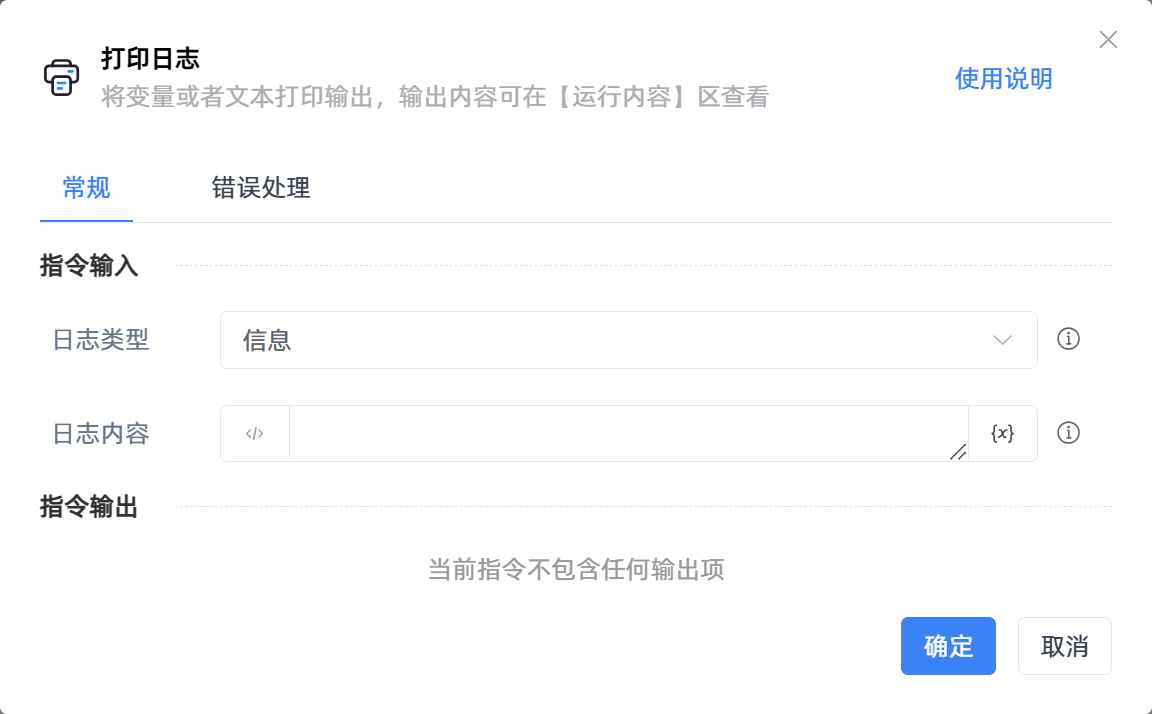 打印日志
将变量或者文本打印输出，输出内容可在【运行内容】区查看
使用说明
常规
错误处理
指令输入
日志类型
信息
日志内容
</>
{x}
指令输出
当前指令不包含任何输出项
确定
取消